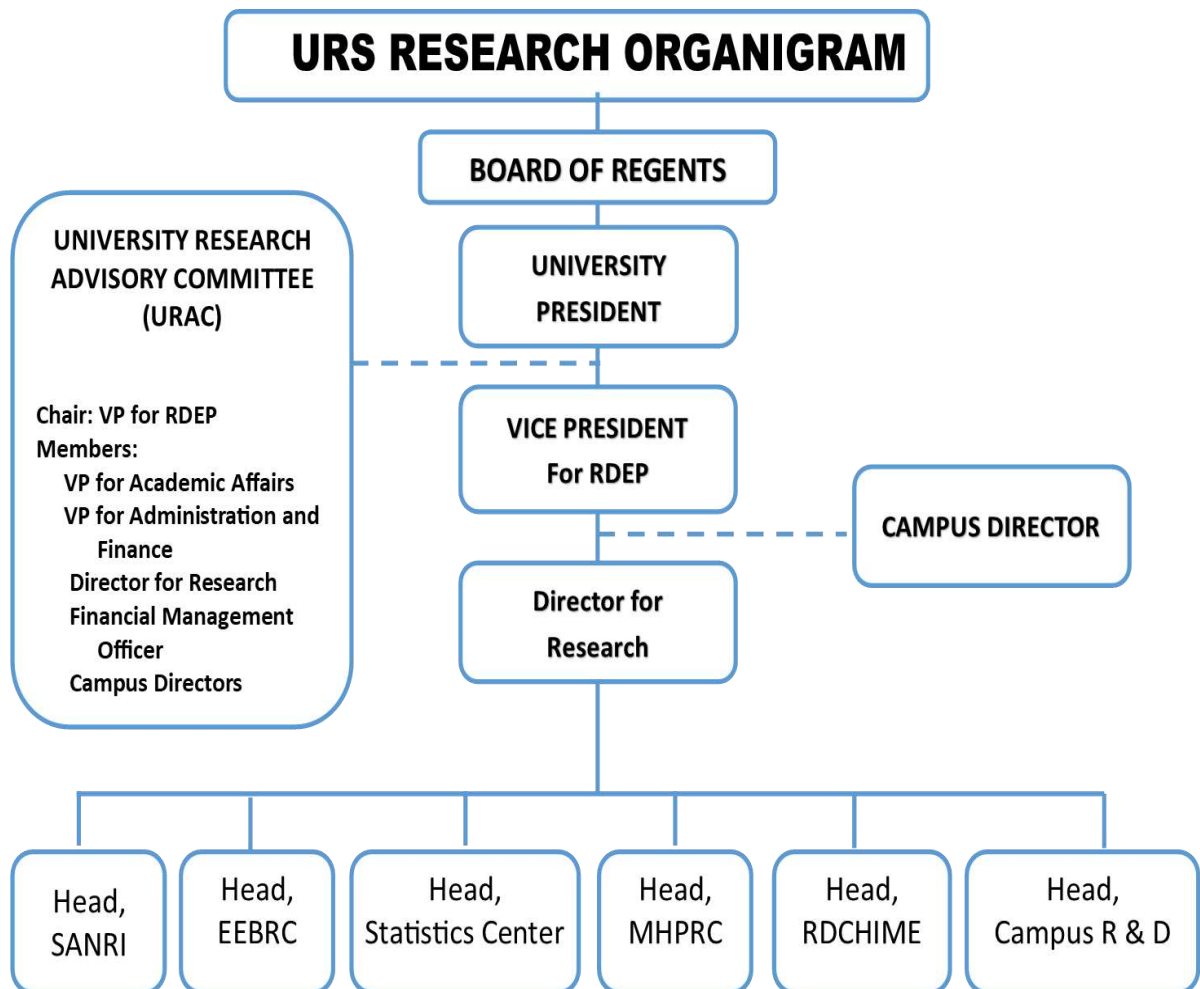 URS RESEARCH ORGANIGRAM
BOARD OF REGENTS
UNIVERSITY RESEARCH
ADVISORY COMMITTEE
(URAC)
Chair: VP for RDEP
Members:
VP for Academic Affairs
VP for Administration and
Finance
Director for Research
Financial Management
Officer
Campus Directors
UNIVERSITY
PRESIDENT
VICE PRESIDENT
For RDEP
CAMPUS DIRECTOR
Director for
Research
Head,
SANRI
Head,
EEBRC
Head,
Statistics Center
Head,
MHPRC
Head,
RDCHIME
Head,
Campus R & D